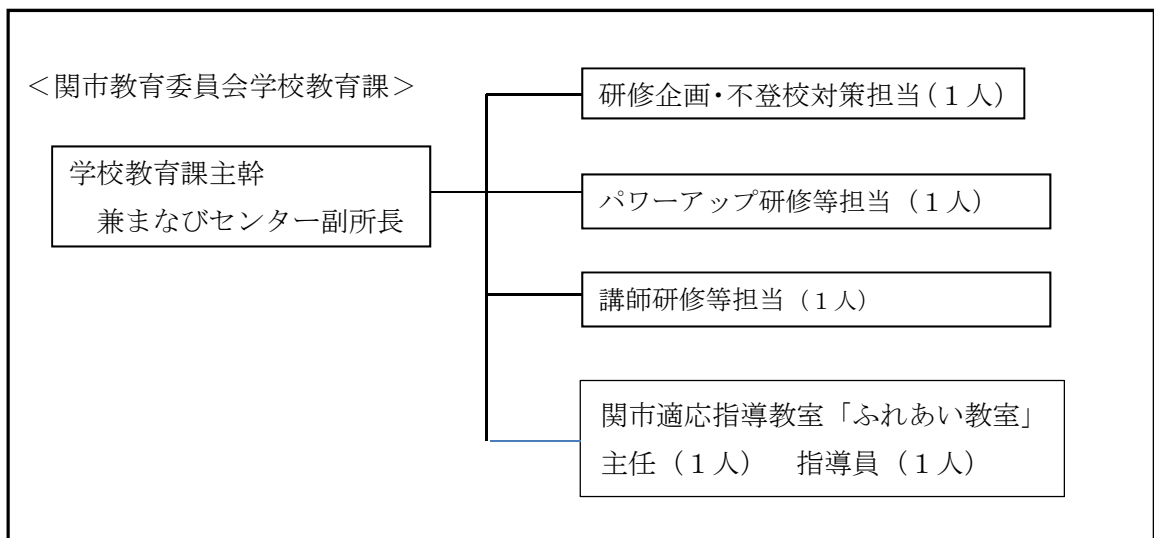 ＜関市教育委員会学校教育課＞
学校教育課主幹
兼まなびセンター副所長
研修企画・不登校対策担当（１人）
パワーアップ研修等担当（１人）
講師研修等担当（１人）
関市適応指導教室「ふれあい教室」
主任（１人）　指導員（１人）